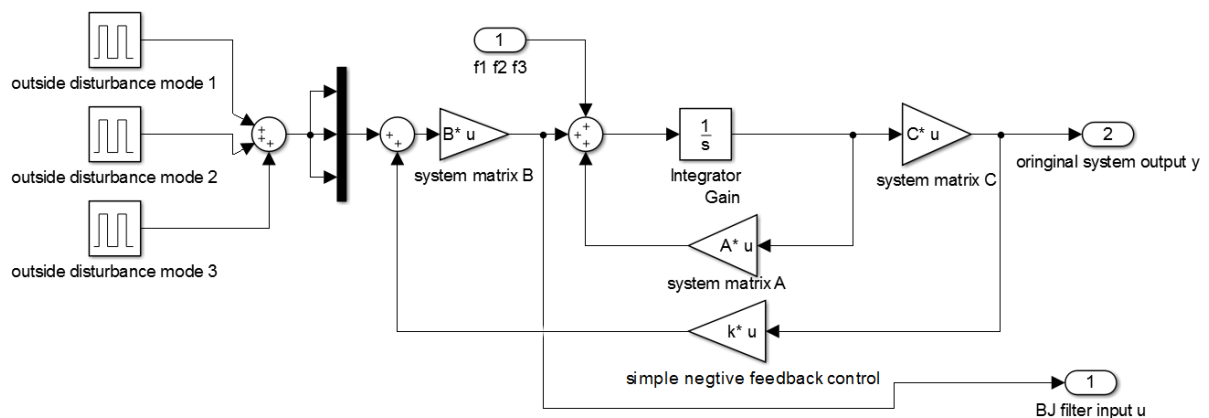 outside disturbance mode 1
outside disturbance mode 2
outside disturbance mode 3
+
+
+
+
+
B* u
system matrix B
1
f1 f2 f3
+
+
+
1
s
Integrator
Gain
C* u
system matrix C
2
oringinal system output y
A* u
system matrix A
k* u
simple negtive feedback control
1
BJ filter input u